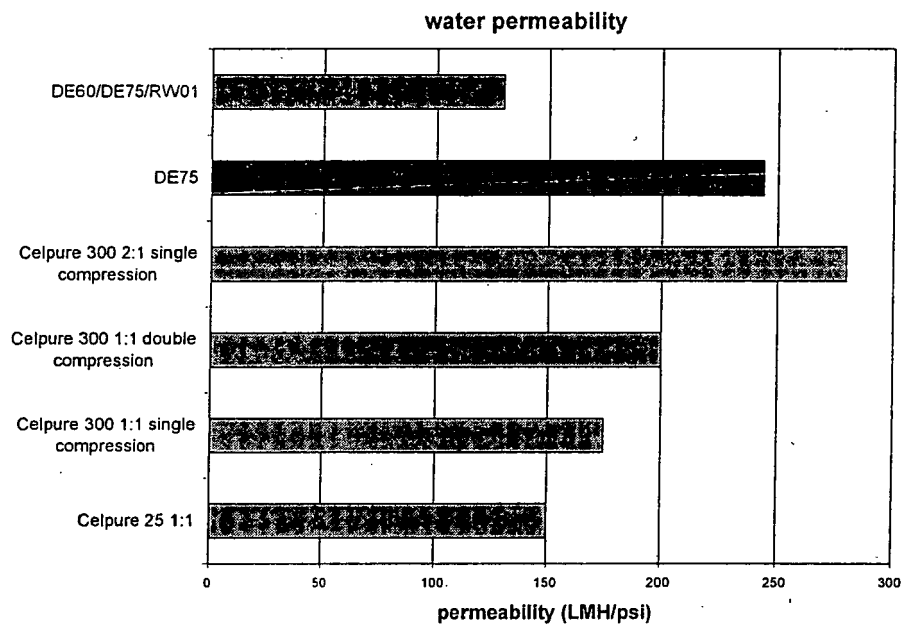 water permeability
DE60/DE75/RW01
DE75
Celpure 300 2:1 single
compression
Celpure 300 1:1 double
compression
Celpure 300 1:1 single
compression
Celpure 25 1:1
0 50 100 150 200 250 300
permeability (LMH/psi)